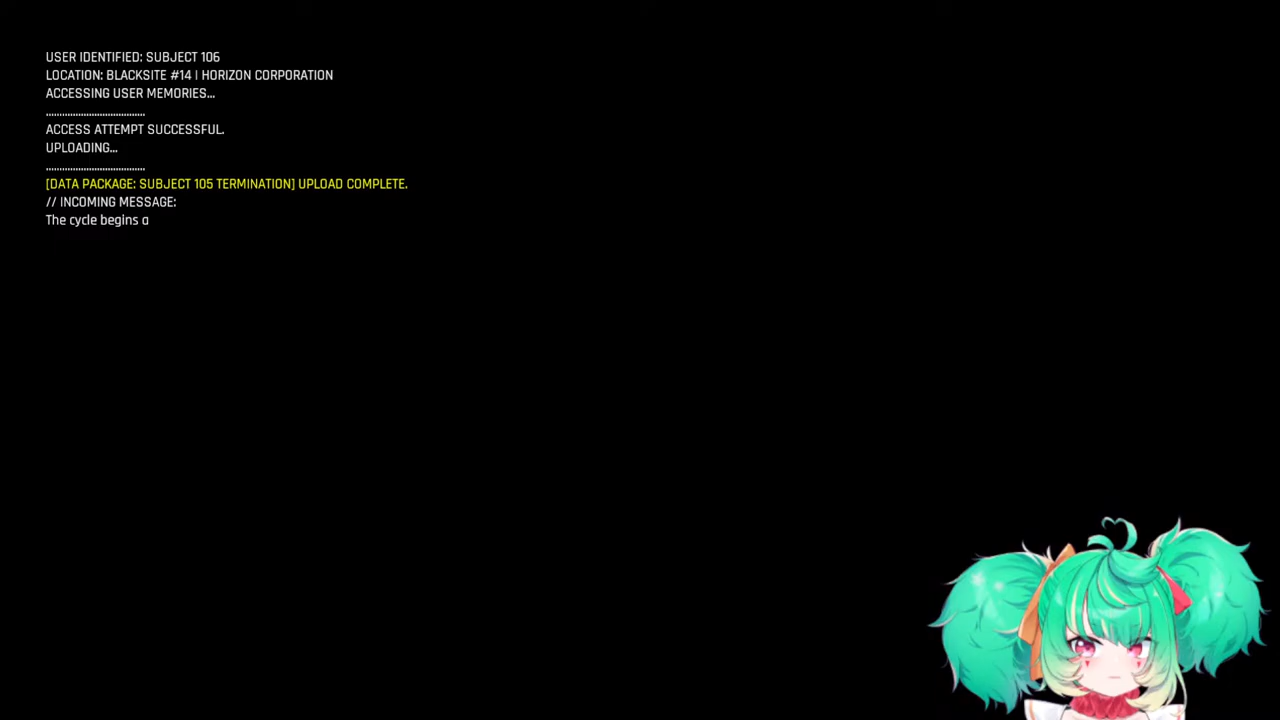 USER IDENTIFIED: SUBJECT 106
LOCATION: BLACKSITE #14 | HORIZON CORPORATION
ACCESSING USER MEMORIES...
.................................
ACCESS ATTEMPT SUCCESSFUL.
UPLOADING...
.................................
[DATA PACKAGE: SUBJECT 105 TERMINATION] UPLOAD COMPLETE.
// INCOMING MESSAGE:
The cycle begins a